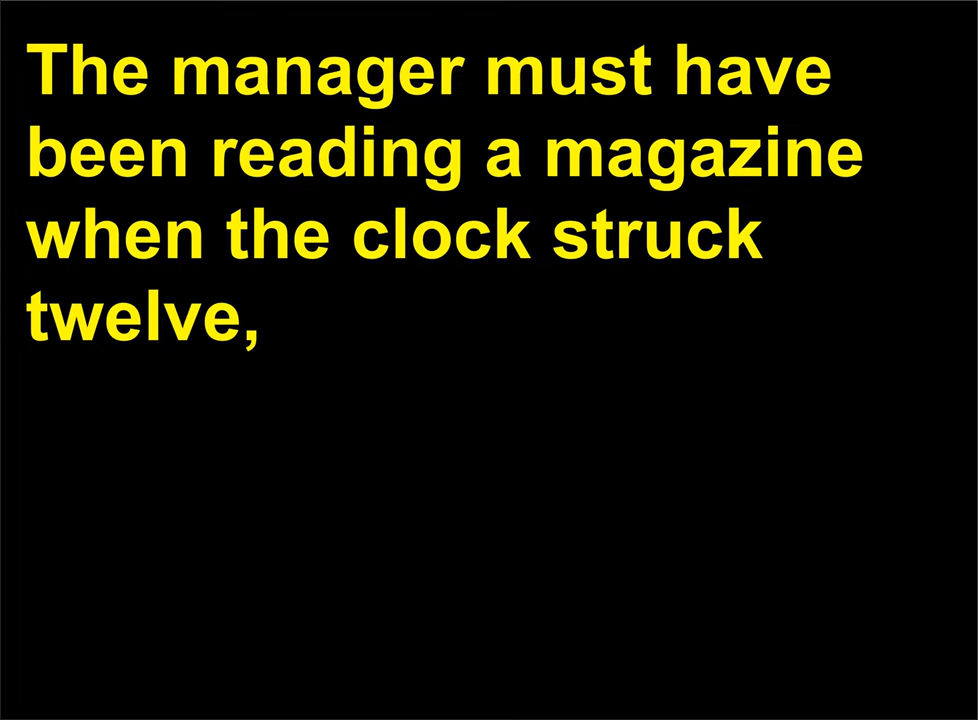 The manager must have
been reading a magazine
when the clock struck
twelve,